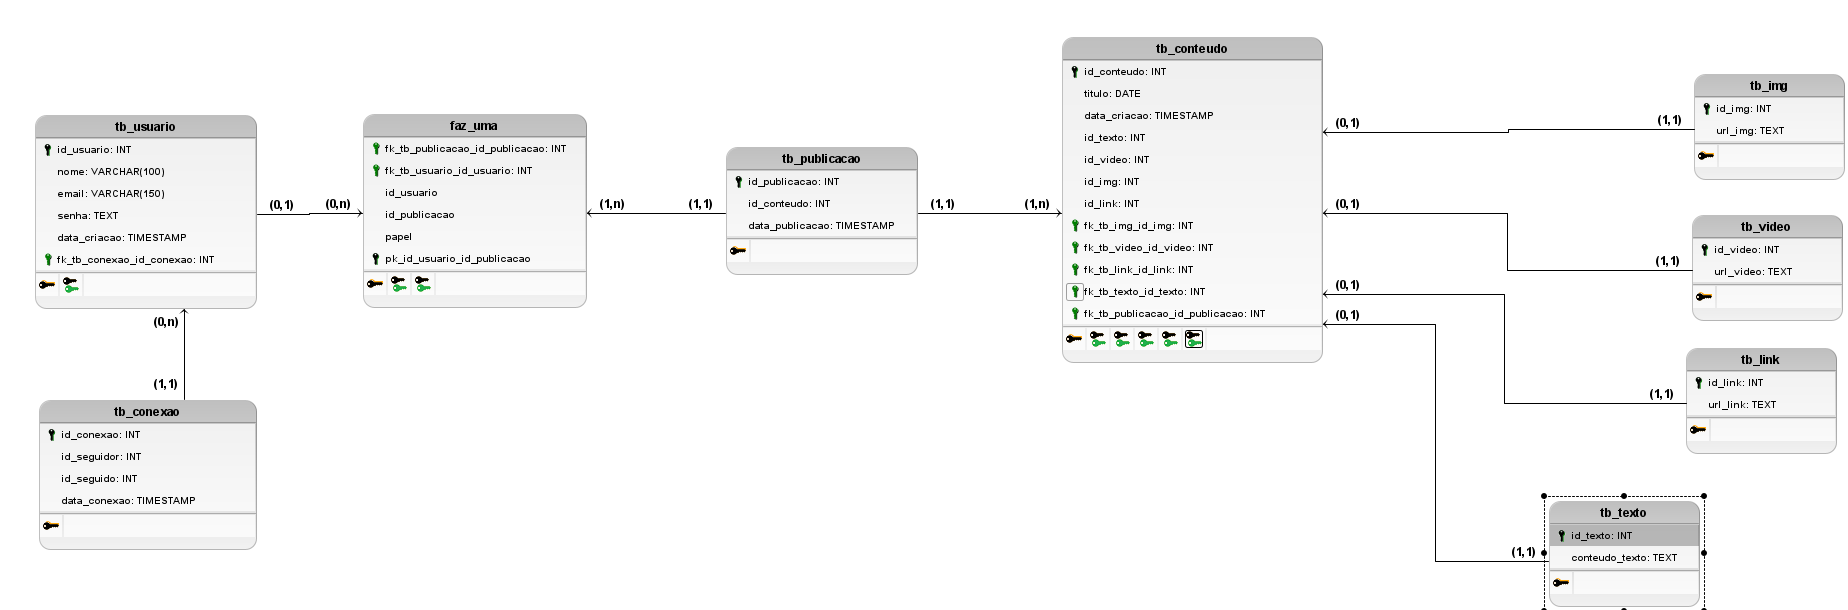 tb_usuario
id_usuario: INT
nome: VARCHAR(100)
email: VARCHAR(150)
senha: TEXT
data_criacao: TIMESTAMP
fk_tb_conexao_id_conexao: INT
(0,1)
(0,n)
faz_uma
fk_tb_publicacao_id_publicacao: INT
fk_tb_usuario_id_usuario: INT
id_usuario
id_publicacao
papel
pk_id_usuario_id_publicacao
(0,n)
(1,1)
tb_conexao
id_conexao: INT
id_seguidor: INT
id_seguido: INT
data_conexao: TIMESTAMP
(1,n)
(1,1)
tb_publicacao
id_publicacao: INT
id_conteudo: INT
data_publicacao: TIMESTAMP
(1,1)
(1,n)
tb_conteudo
id_conteudo: INT
titulo: DATE
data_criacao: TIMESTAMP
id_texto: INT
id_video: INT
id_img: INT
id_link: INT
fk_tb_img_id_img: INT
fk_tb_video_id_video: INT
fk_tb_link_id_link: INT
fk_tb_texto_id_texto: INT
fk_tb_publicacao_id_publicacao: INT
(0,1)
(1,1)
tb_img
id_img: INT
url_img: TEXT
(0,1)
(1,1)
tb_video
id_video: INT
url_video: TEXT
(0,1)
(1,1)
tb_link
id_link: INT
url_link: TEXT
(0,1)
(1,1)
tb_texto
id_texto: INT
conteudo_texto: TEXT